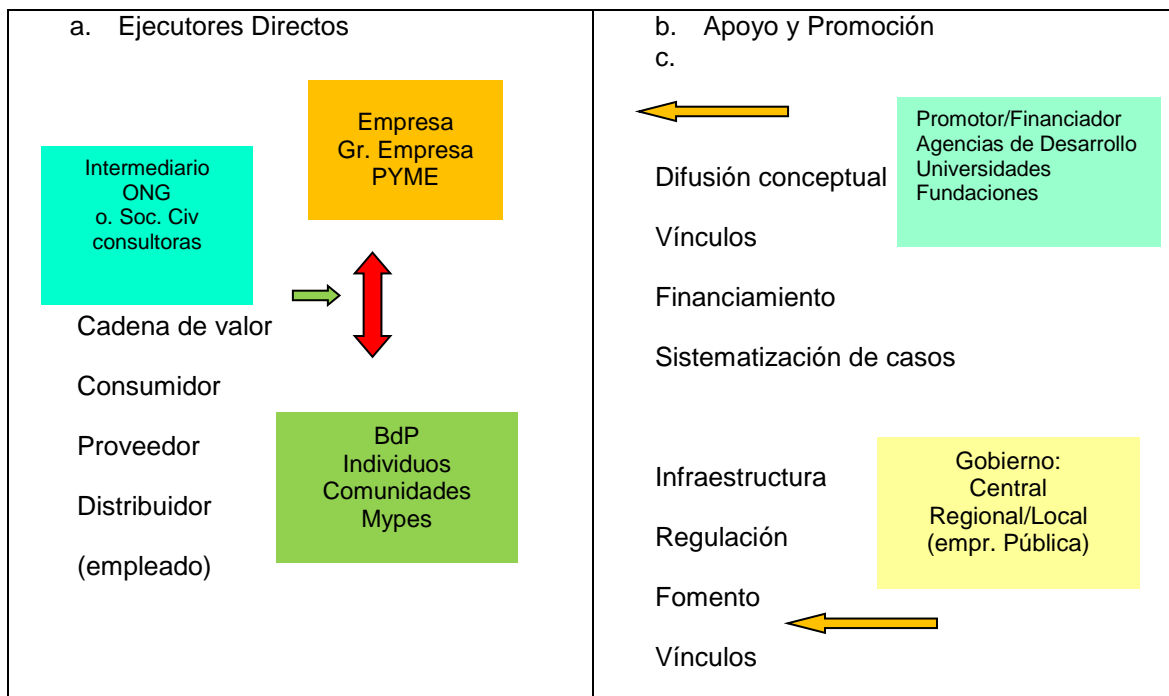 a. Ejecutores Directos
Empresa
Gr. Empresa
PYME
Intermediario
ONG
o. Soc. Civ
consultoras
Cadena de valor
Consumidor
Proveedor
Distribuidor
(empleado)
BdP
Individuos
Comunidades
Mypes
b. Apoyo y Promoción
c.
Promotor/Financiador
Agencias de Desarrollo
Universidades
Fundaciones
Difusión conceptual
Vínculos
Financiamiento
Sistematización de casos
Gobierno:
Central
Regional/Local
(empr. Pública)
Infraestructura
Regulación
Fomento
Vínculos